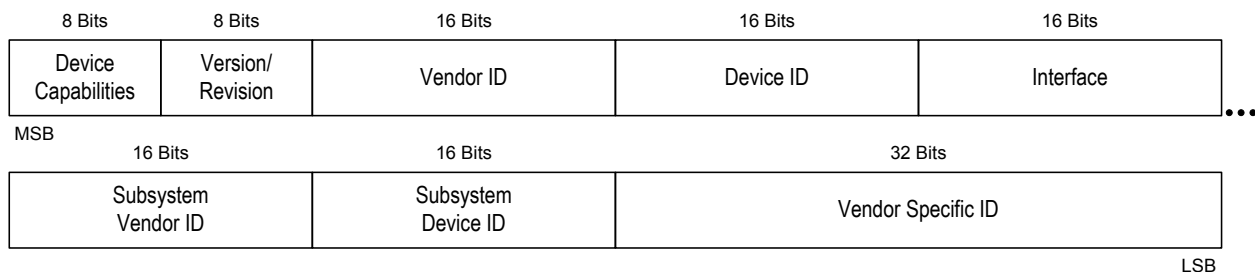 8 Bits 8 Bits 16 Bits 16 Bits 16 Bits
Device Capabilities Version/ Revision Vendor ID Device ID Interface
MSB
16 Bits 16 Bits 32 Bits
Subsystem Vendor ID Subsystem Device ID Vendor Specific ID
LSB